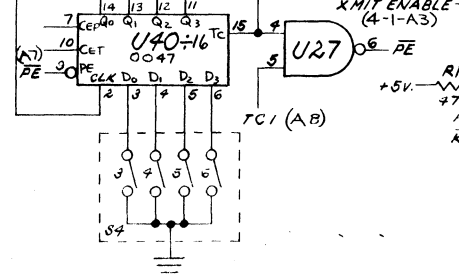 14 13 12 11
7 CEP Q0 Q1 Q2 Q3 TC 15 4
U40÷16
0047
10 CET
(A7)
PE 9 PE
CLK D0 D1 D2 D3
2 3 4 5 6
U27
6 PE
5
TC1 (A8)
XMIT ENABLE
(4-1-A3)
+5V.
47
3 4 5 6
S4